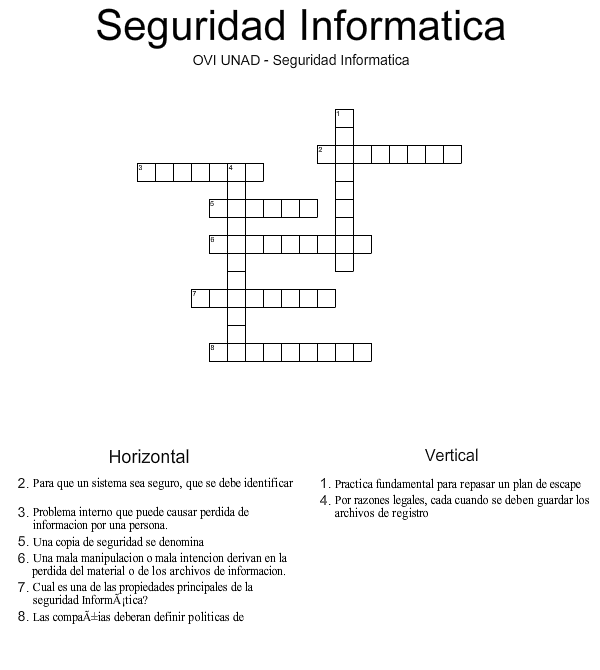 Seguridad Informatica
OVI UNAD - Seguridad Informatica
1
2
3 4
5
6
7
8
Horizontal
2. Para que un sistema sea seguro, que se debe identificar
3. Problema interno que puede causar perdida de
informacion por una persona.
5. Una copia de seguridad se denomina
6. Una mala manipulacion o mala intencion derivan en la
perdida del material o de los archivos de informacion.
7. Cual es una de las propiedades principales de la
seguridad InformÃ¡tica?
8. Las compaÃ±ias deberan definir politicas de
Vertical
1. Practica fundamental para repasar un plan de escape
4. Por razones legales, cada cuando se deben guardar los
archivos de registro